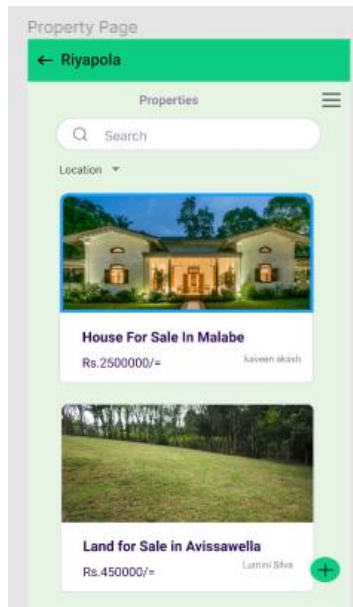 Property Page
← Riyapola
Properties
Search
Location
House For Sale In Malabe
Rs.2500000/=
kaveen akash
Land for Sale in Avissawella
Rs.450000/=
Lumini Silva
+